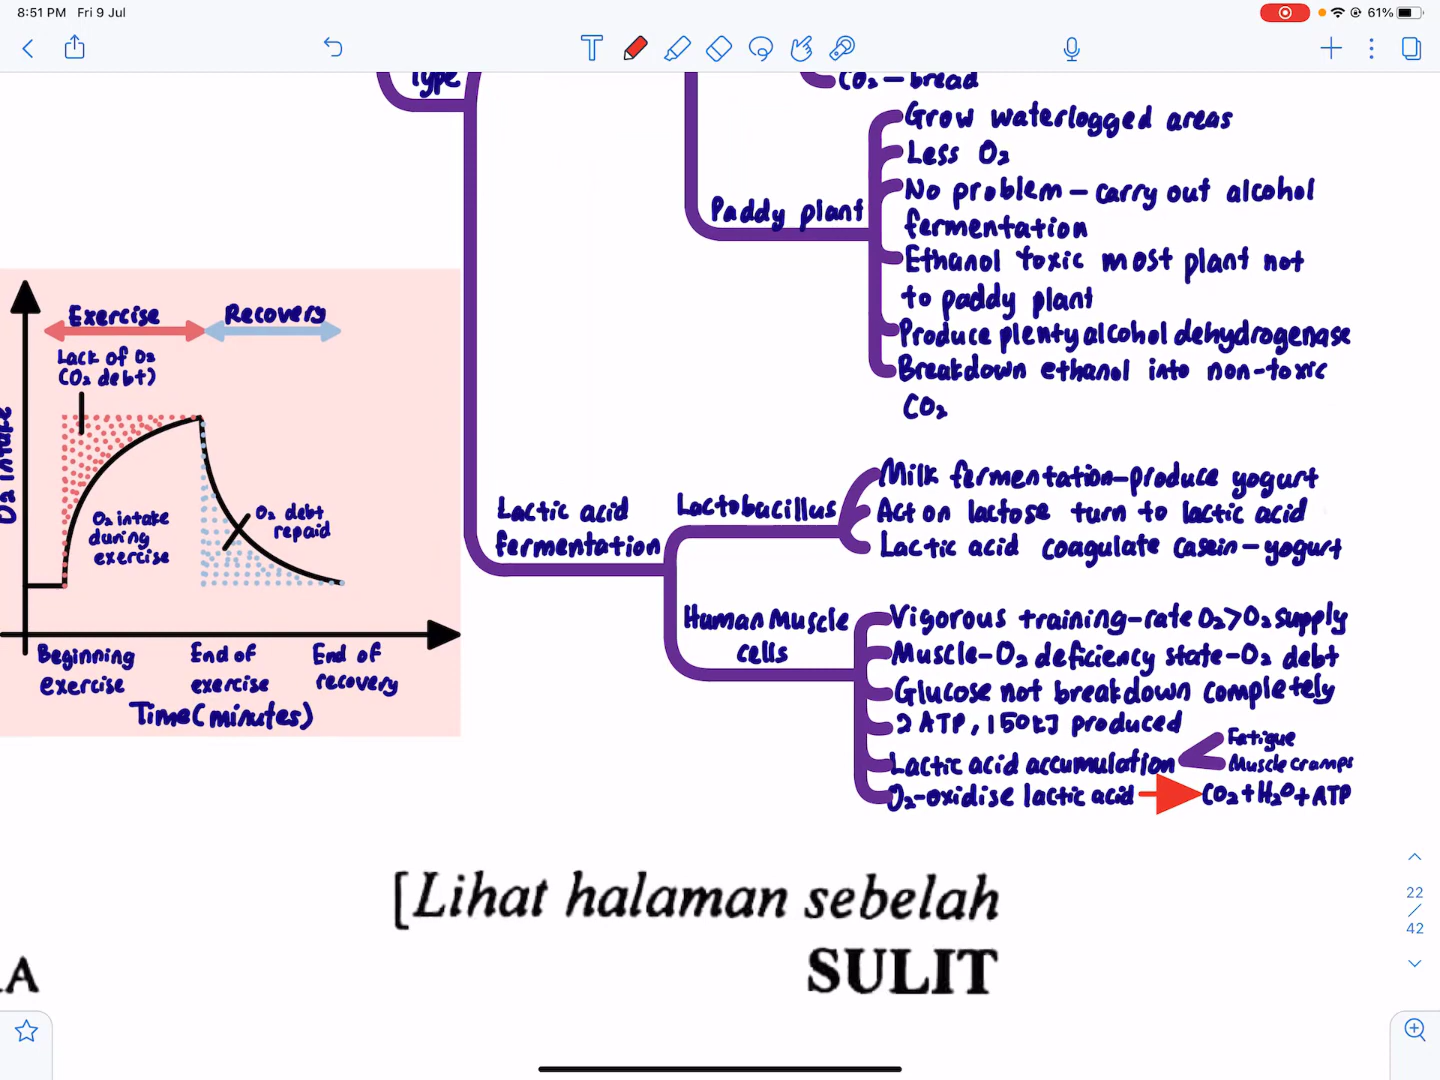 8:51 PM Fri 9 Jul
61%
Type
CO₂ – bread
Grow waterlogged areas
Less O₂
No problem – carry out alcohol
fermentation
Paddy plant
Ethanol toxic most plant not
to paddy plant
Produce plenty alcohol dehydrogenase
Breakdown ethanol into non-toxic
CO₂
Exercise
Recovery
Lack of O₂
(O₂ debt)
O₂ intake
O₂ intake
during
exercise
O₂ debt
repaid
Beginning
exercise
End of
exercise
End of
recovery
Time(minutes)
Lactic acid
fermentation
Lactobacillus
Milk fermentation–produce yogurt
Act on lactose turn to lactic acid
Lactic acid coagulate casein – yogurt
Human Muscle
cells
Vigorous training-rate O₂>O₂ supply
Muscle-O₂ deficiency state-O₂ debt
Glucose not breakdown completely
2 ATP, 150kJ produced
Lactic acid accumulation
Fatigue
Muscle cramps
O₂-oxidise lactic acid
CO₂+H₂O+ATP
[Lihat halaman sebelah
SULIT
A
22
/
42